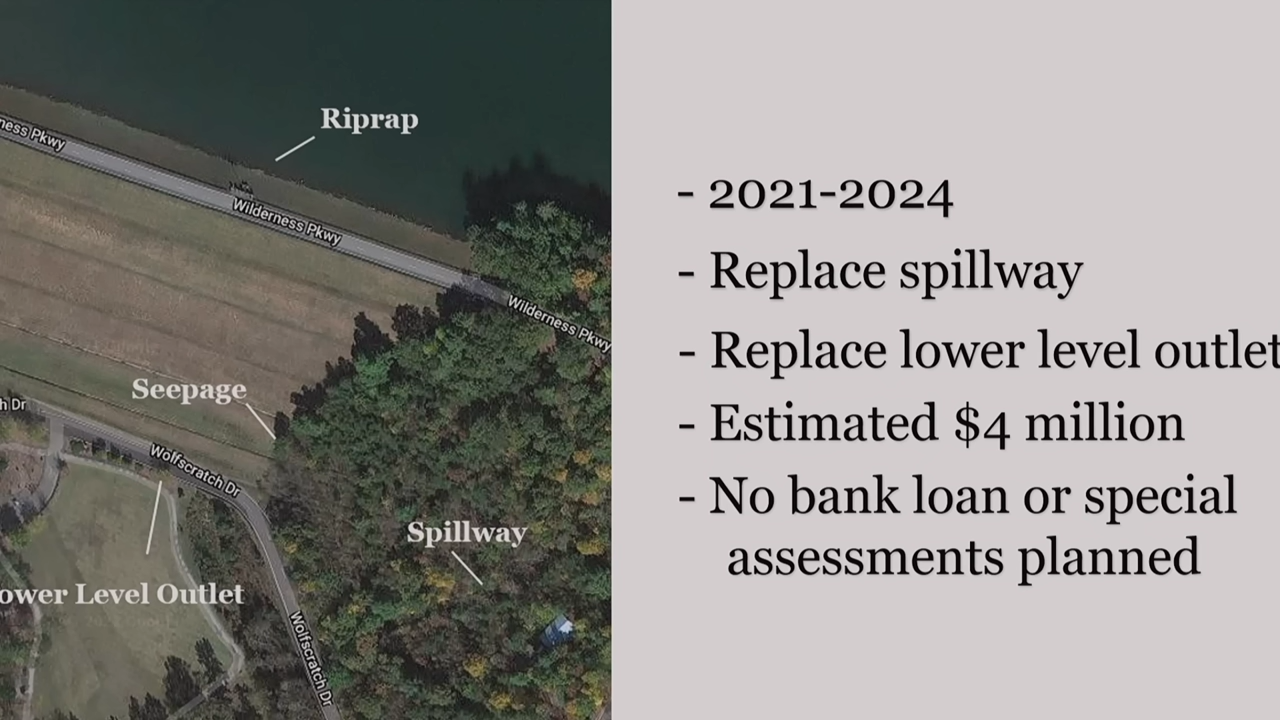 Riprap
ness Pkwy
Wilderness Pkwy
Wilderness Pkwy
Seepage
h Dr
Wolfscratch Dr
Spillway
ower Level Outlet
Wolfscratch Dr
- 2021-2024
- Replace spillway
- Replace lower level outlet
- Estimated $4 million
- No bank loan or special
assessments planned